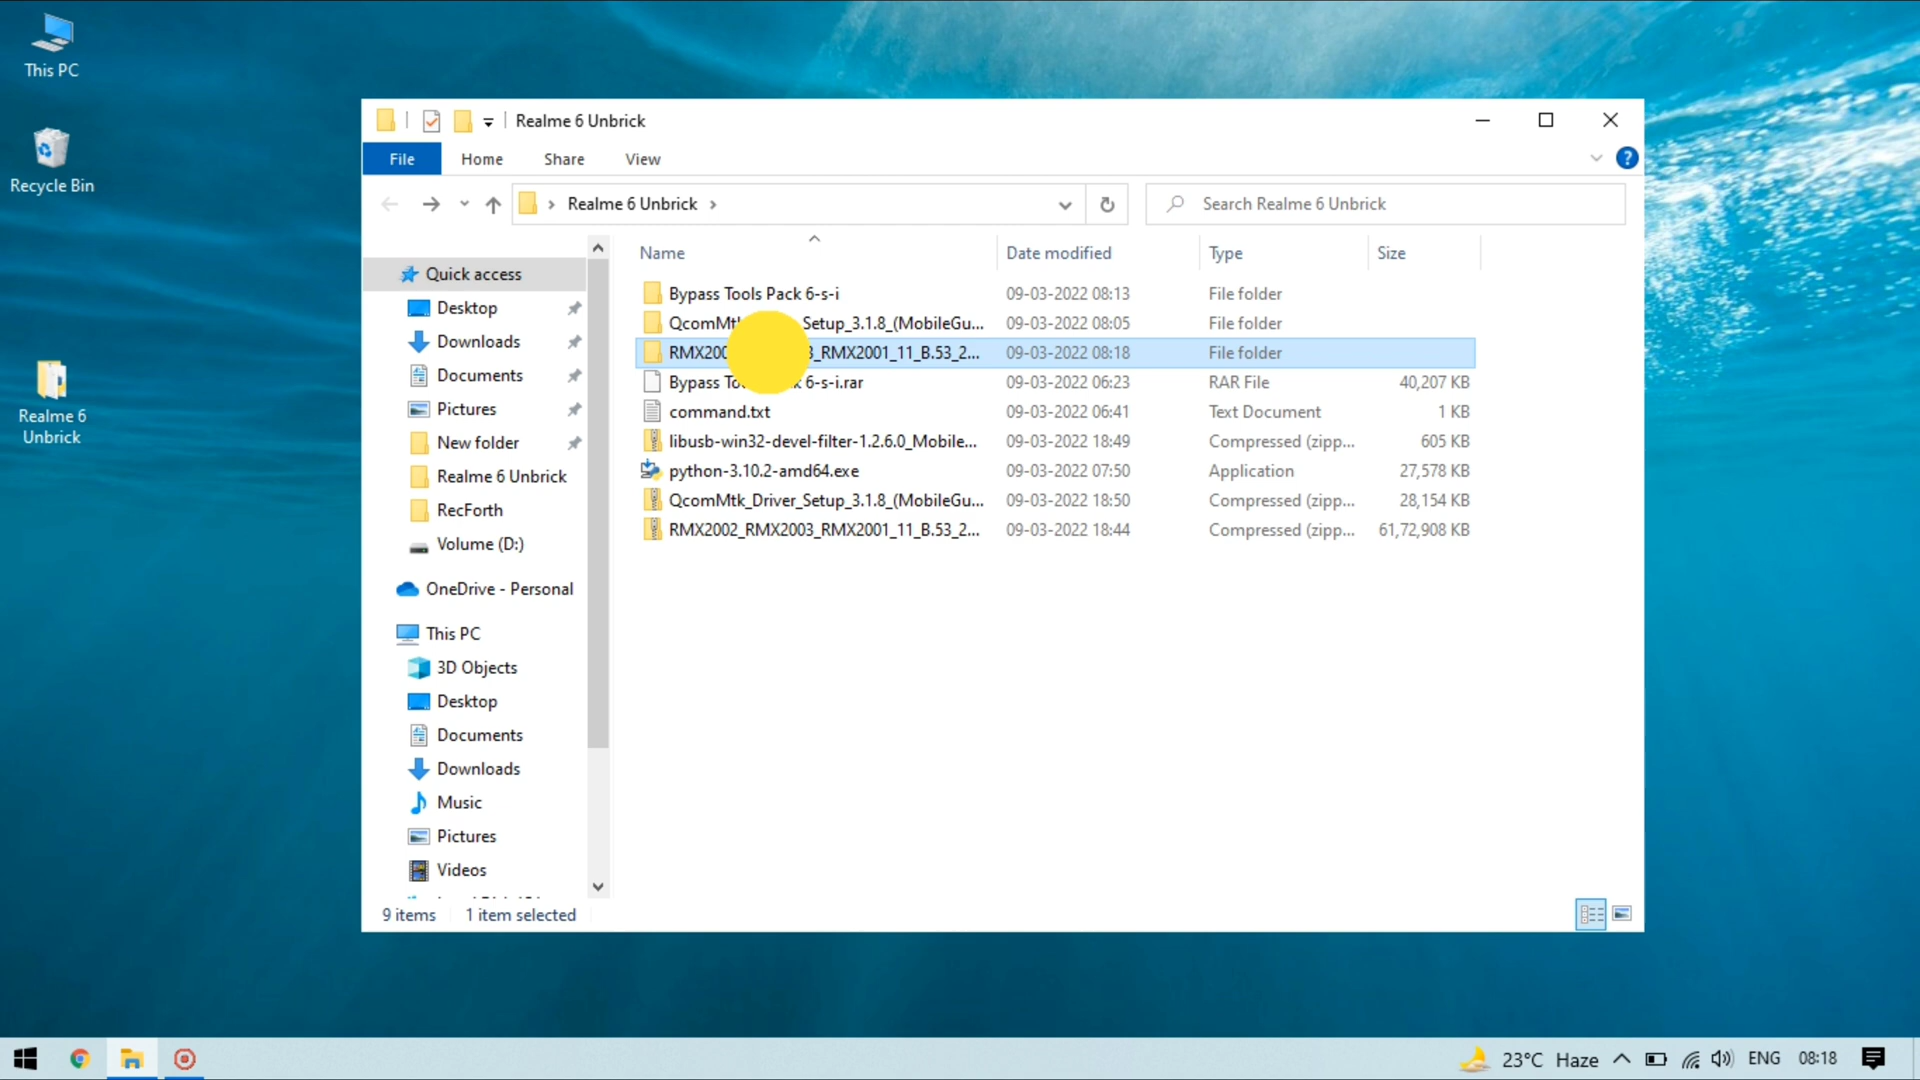 This PC
Recycle Bin
Realme 6
Unbrick
Realme 6 Unbrick
File Home Share View
Realme 6 Unbrick
Search Realme 6 Unbrick
Quick access
Desktop
Downloads
Documents
Pictures
New folder
Realme 6 Unbrick
RecForth
Volume (D:)
OneDrive - Personal
This PC
3D Objects
Desktop
Documents
Downloads
Music
Pictures
Videos
Name Date modified Type Size
Bypass Tools Pack 6-s-i 09-03-2022 08:13 File folder
Setup_3.1.8_(MobileGu... 09-03-2022 08:05 File folder
_RMX2001_11_B.53_2... 09-03-2022 08:18 File folder
Bypass 6-s-i.rar 09-03-2022 06:23 RAR File 40,207 KB
command.txt 09-03-2022 06:41 Text Document 1 KB
libusb-win32-devel-filter-1.2.6.0_Mobile... 09-03-2022 18:49 Compressed (zipp... 605 KB
python-3.10.2-amd64.exe 09-03-2022 07:50 Application 27,578 KB
QcomMtk_Driver_Setup_3.1.8_(MobileGu... 09-03-2022 18:50 Compressed (zipp... 28,154 KB
RMX2002_RMX2003_RMX2001_11_B.53_2... 09-03-2022 18:44 Compressed (zipp... 61,72,908 KB
9 items 1 item selected
23°C Haze ENG 08:18